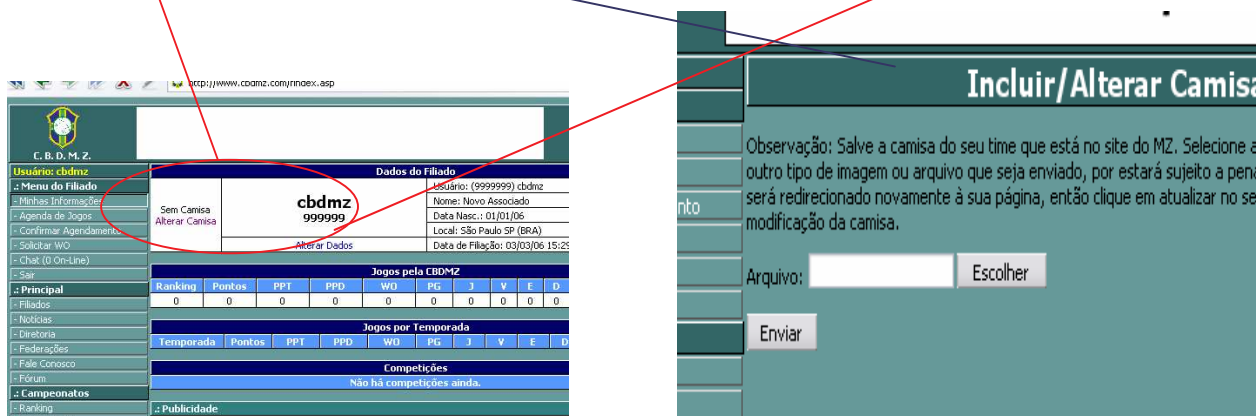 http://www.cbdmz.com/index.asp
C. B. D. M. Z.
Usuário: cbdmz
.: Menu do Filiado
- Minhas Informações
- Agenda de Jogos
- Confirmar Agendamento
- Solicitar WO
- Chat (0 On-Line)
- Sair
.: Principal
- Filiados
- Notícias
- Diretoria
- Federações
- Fale Conosco
- Fórum
.: Campeonatos
- Ranking
Dados do Filiado
Sem Camisa
Alterar Camisa
cbdmz
999999
Alterar Dados
Usuário: (9999999) cbdmz
Nome: Novo Associado
Data Nasc.: 01/01/06
Local: São Paulo SP (BRA)
Data de Filiação: 03/03/06 15:29
Jogos pela CBDMZ
Ranking Pontos PPT PPD WO PG J V E D
0 0 0 0 0 0 0 0 0 0
Jogos por Temporada
Temporada Pontos PPT PPD WO PG J V E D
Competições
Não há competições ainda.
.: Publicidade
Incluir/Alterar Camisa
Observação: Salve a camisa do seu time que está no site do MZ. Selecione a
outro tipo de imagem ou arquivo que seja enviado, por estará sujeito a pena
será redirecionado novamente à sua página, então clique em atualizar no se
modificação da camisa.
nto
Arquivo:
Escolher
Enviar